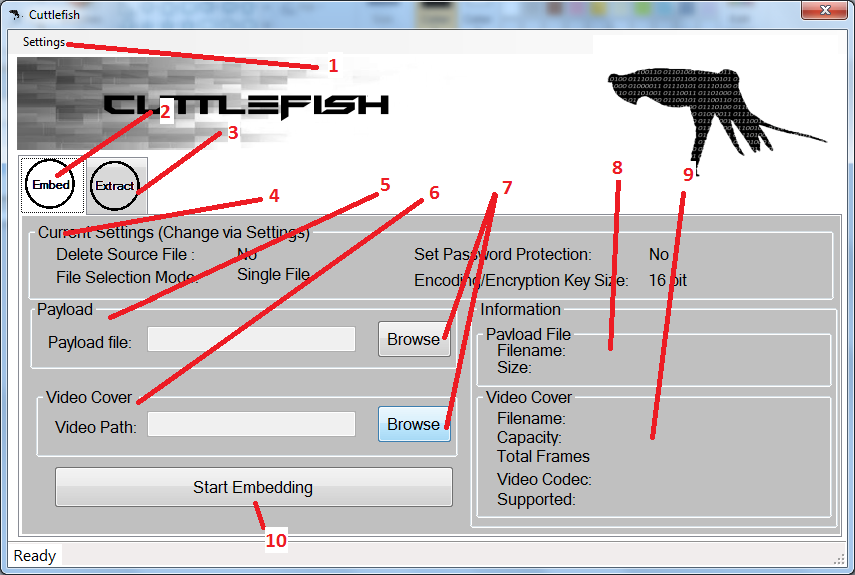 Cuttlefish
Settings
1
CUTTLEFISH
2
3
Embed
Extract
4
5
6
7
8
9
Current Settings (Change via Settings)
Delete Source File : No
Set Password Protection: No
File Selection Mode: Single File
Encoding/Encryption Key Size: 16 bit
Payload
Payload file:
Browse
Information
Payload File
Filename:
Size:
Video Cover
Video Path:
Browse
Video Cover
Filename:
Capacity:
Total Frames
Video Codec:
Supported:
Start Embedding
10
Ready